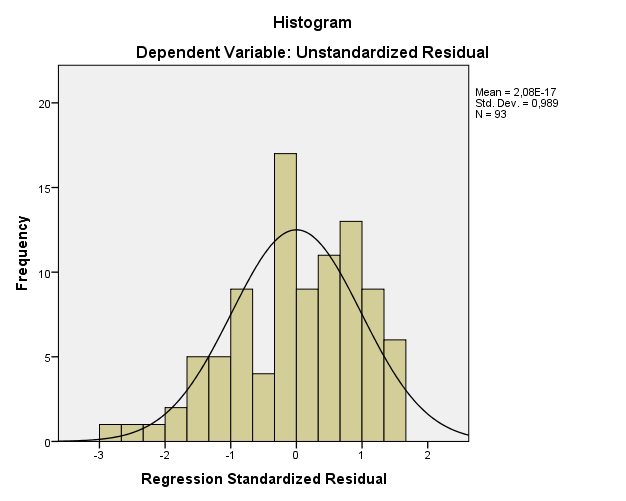 Histogram
Dependent Variable: Unstandardized Residual
Mean = 2,08E-17
Std. Dev. = 0,989
N = 93
Frequency
20
15
10
5
0
-3 -2 -1 0 1 2
Regression Standardized Residual